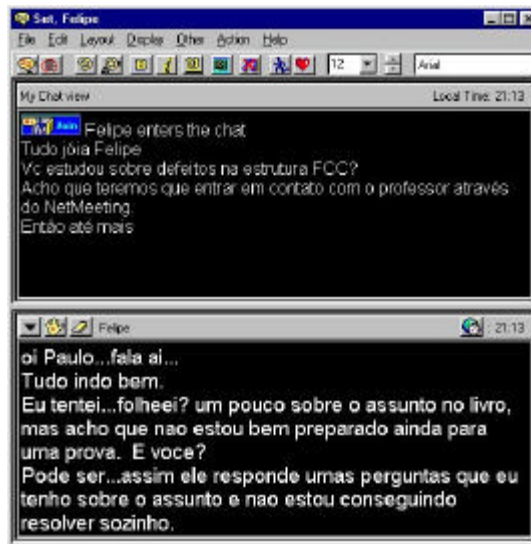 Sat, Felipe
File Edit Layout Display Other Action Help
12 Arial
My Chat view Local Time: 21:13
Felipe enters the chat
Tudo jóia Felipe
Vc estudou sobre defeitos na estrutura FCC?
Acho que teremos que entrar em contato com o professor através
do NetMeeting.
Então até mais
Felipe : 21:13
oi Paulo...fala ai...
Tudo indo bem.
Eu tentei...folheei? um pouco sobre o assunto no livro,
mas acho que nao estou bem preparado ainda para
uma prova. E voce?
Pode ser...assim ele responde umas perguntas que eu
tenho sobre o assunto e nao estou conseguindo
resolver sozinho.